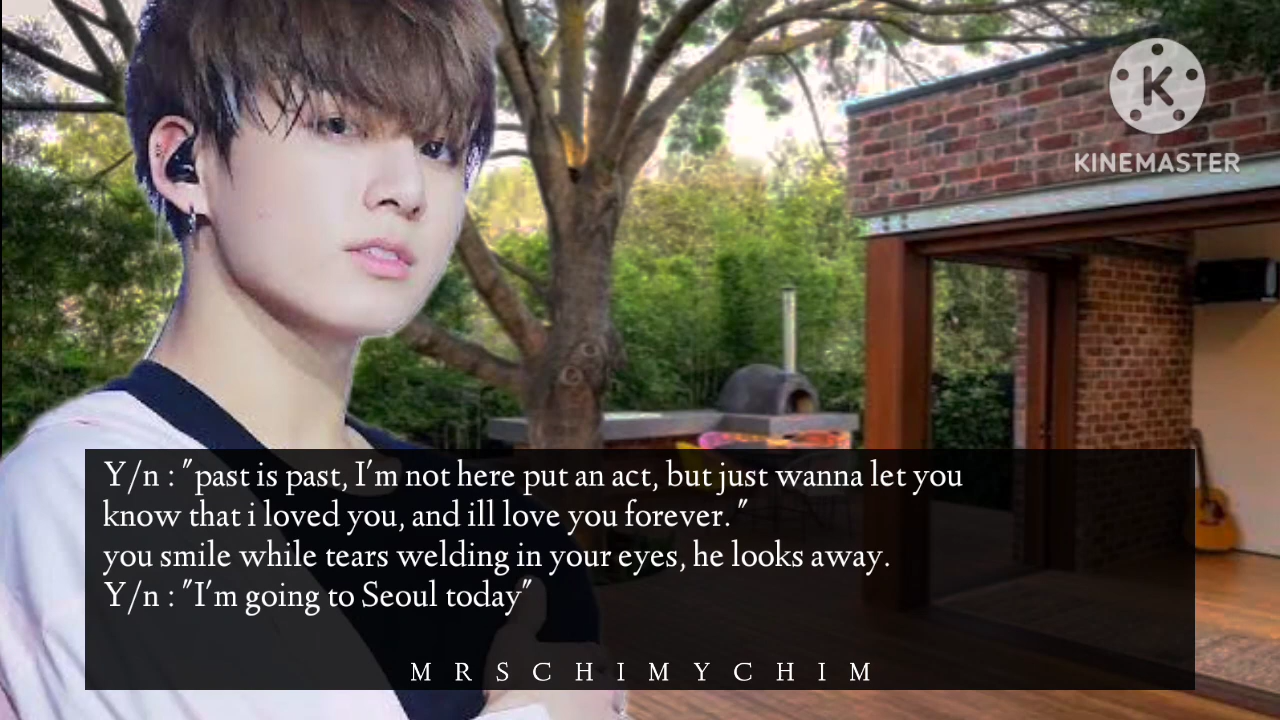 KINEMASTER
Y/n : "past is past, I'm not here put an act, but just wanna let you
know that i loved you, and ill love you forever. "
you smile while tears welding in your eyes, he looks away.
Y/n : "I'm going to Seoul today"
M R S C H I M Y C H I M